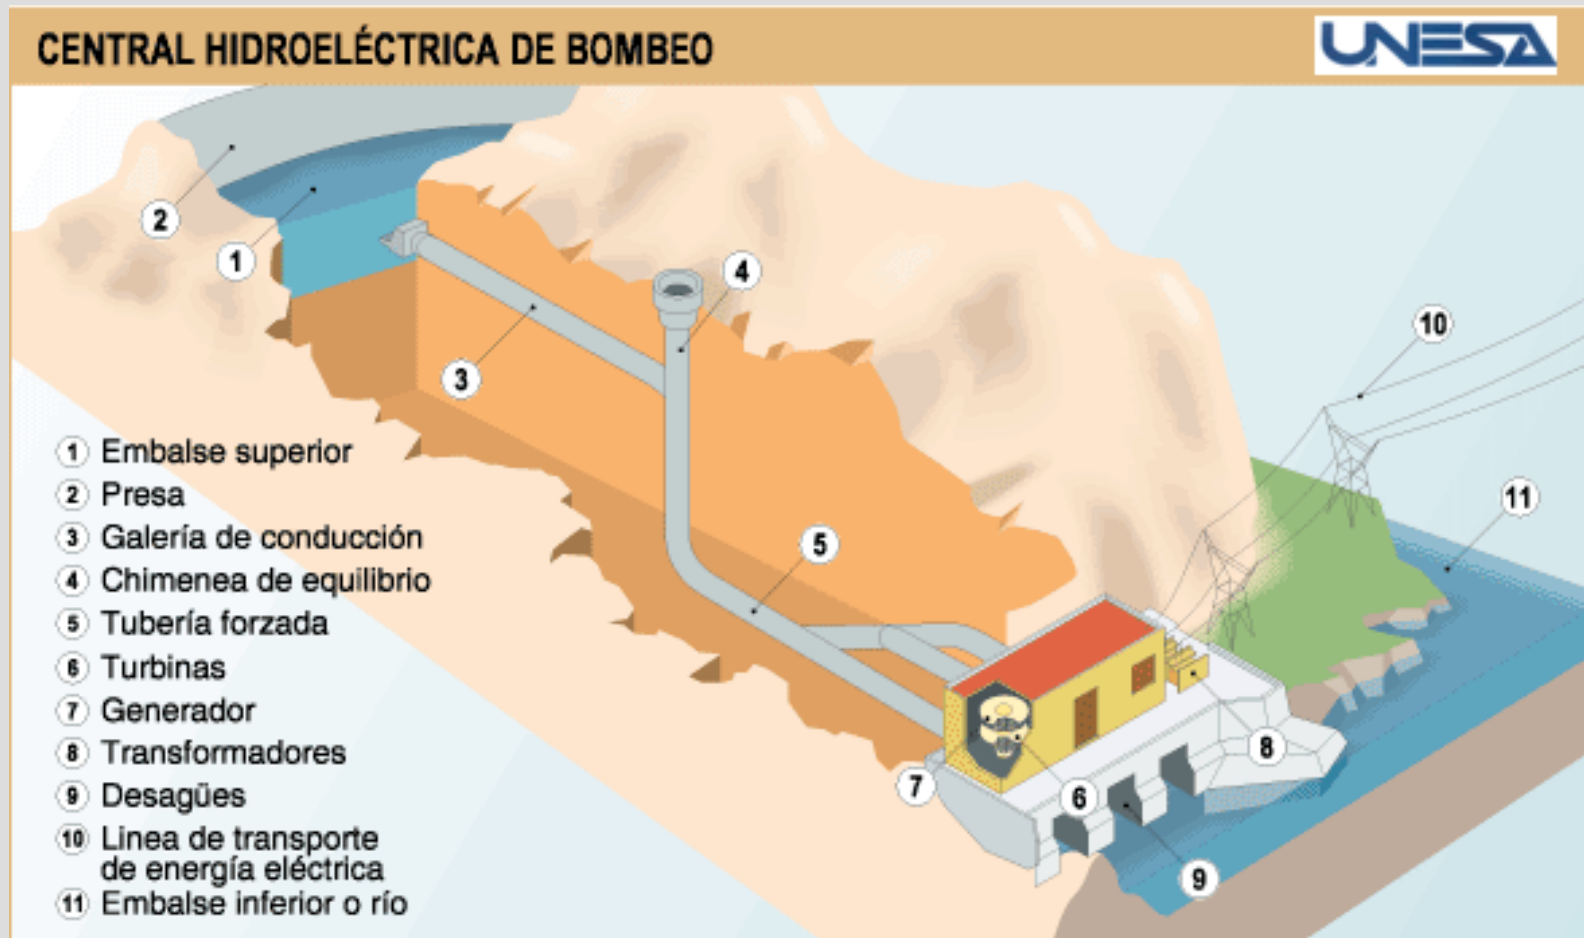 CENTRAL HIDROELÉCTRICA DE BOMBEO
UNESA
2
1
4
10
3
11
5
1 Embalse superior
2 Presa
3 Galería de conducción
4 Chimenea de equilibrio
5 Tubería forzada
6 Turbinas
7 Generador
8 Transformadores
9 Desagües
10 Linea de transporte
de energía eléctrica
11 Embalse inferior o río
8
7
6
9